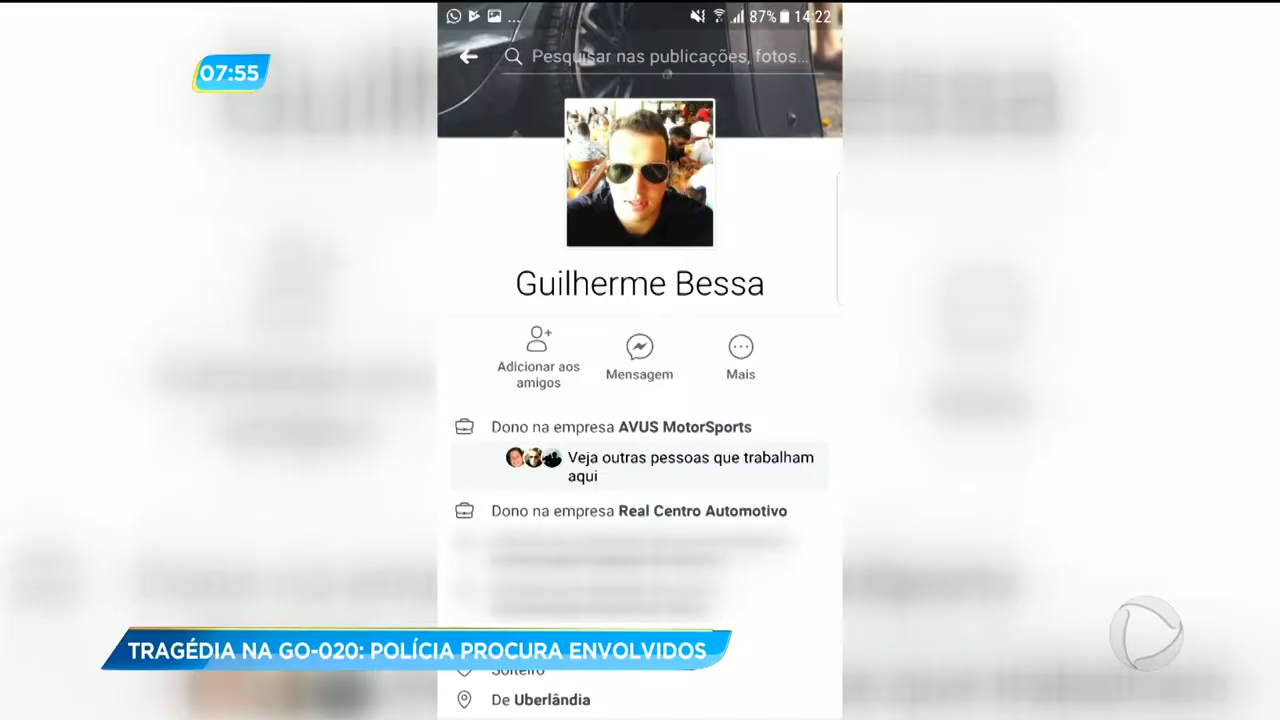 ... 87% 14:22
07:55
Pesquisar nas publicações, fotos...
Guilherme Bessa
Adicionar aos
amigos
Mensagem
Mais
Dono na empresa AVUS MotorSports
Veja outras pessoas que trabalham
aqui
Dono na empresa Real Centro Automotivo
TRAGÉDIA NA GO-020: POLÍCIA PROCURA ENVOLVIDOS
Solteiro
De Uberlândia